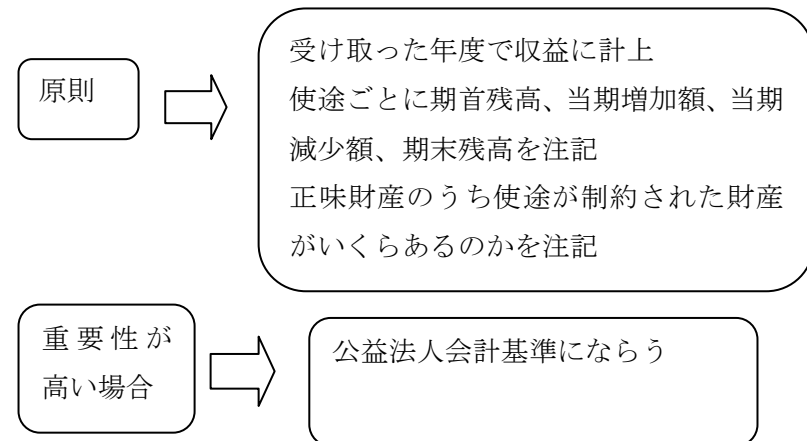 原則
受け取った年度で収益に計上
使途ごとに期首残高、当期増加額、当期
減少額、期末残高を注記
正味財産のうち使途が制約された財産
がいくらあるのかを注記
重要性が
高い場合
公益法人会計基準にならう